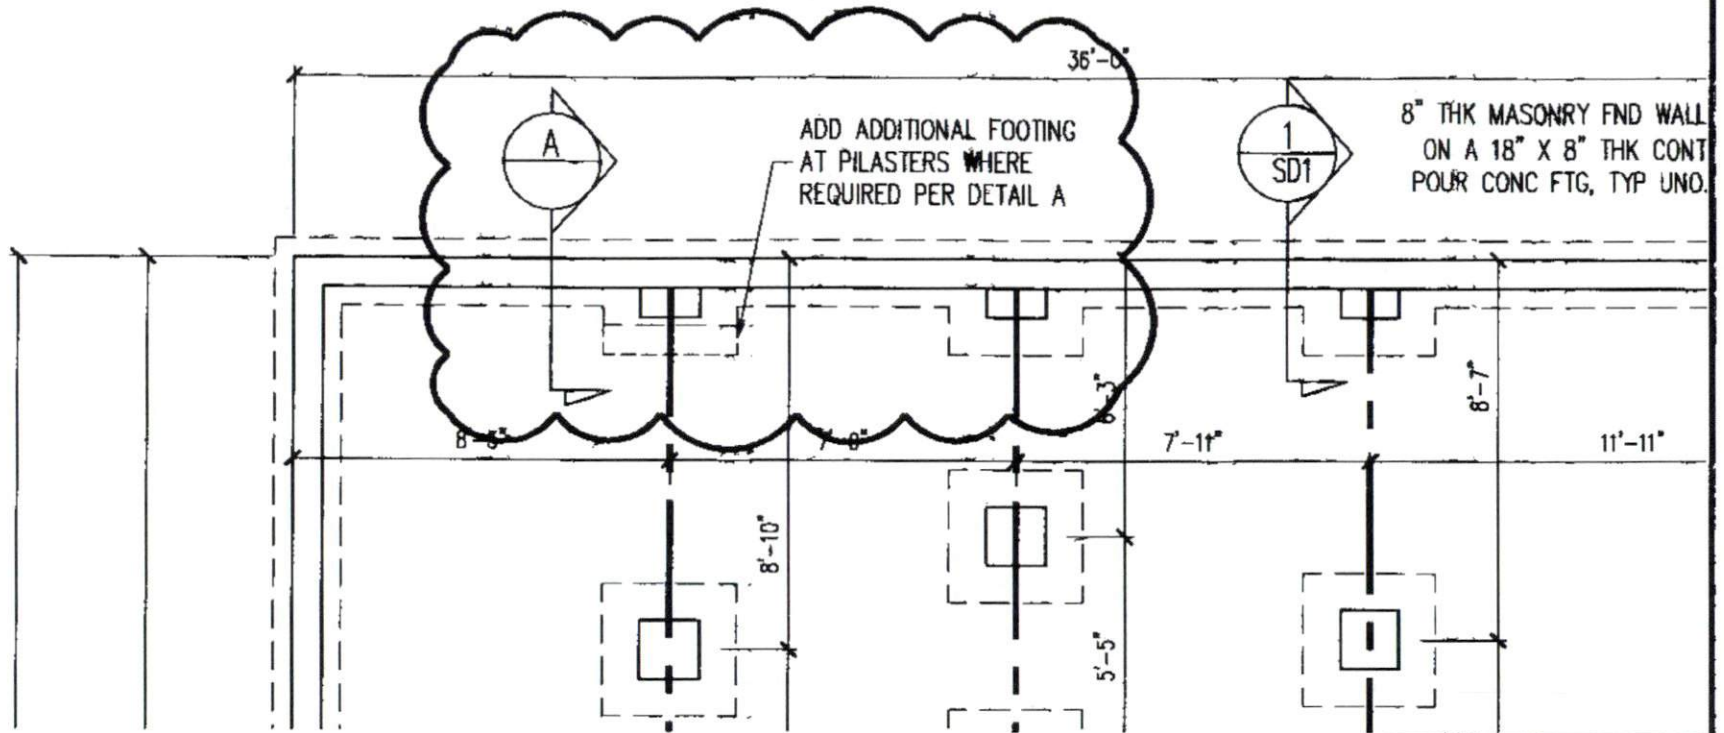 36'-0"
A
ADD ADDITIONAL FOOTING
AT PILASTERS WHERE
REQUIRED PER DETAIL A
1
SD1
8" THK MASONRY FND WALL
ON A 18" X 8" THK CONT
POUR CONC FTG, TYP UNO.
8'-7"
7'-11"
11'-11"
8'-10"
5'-5"